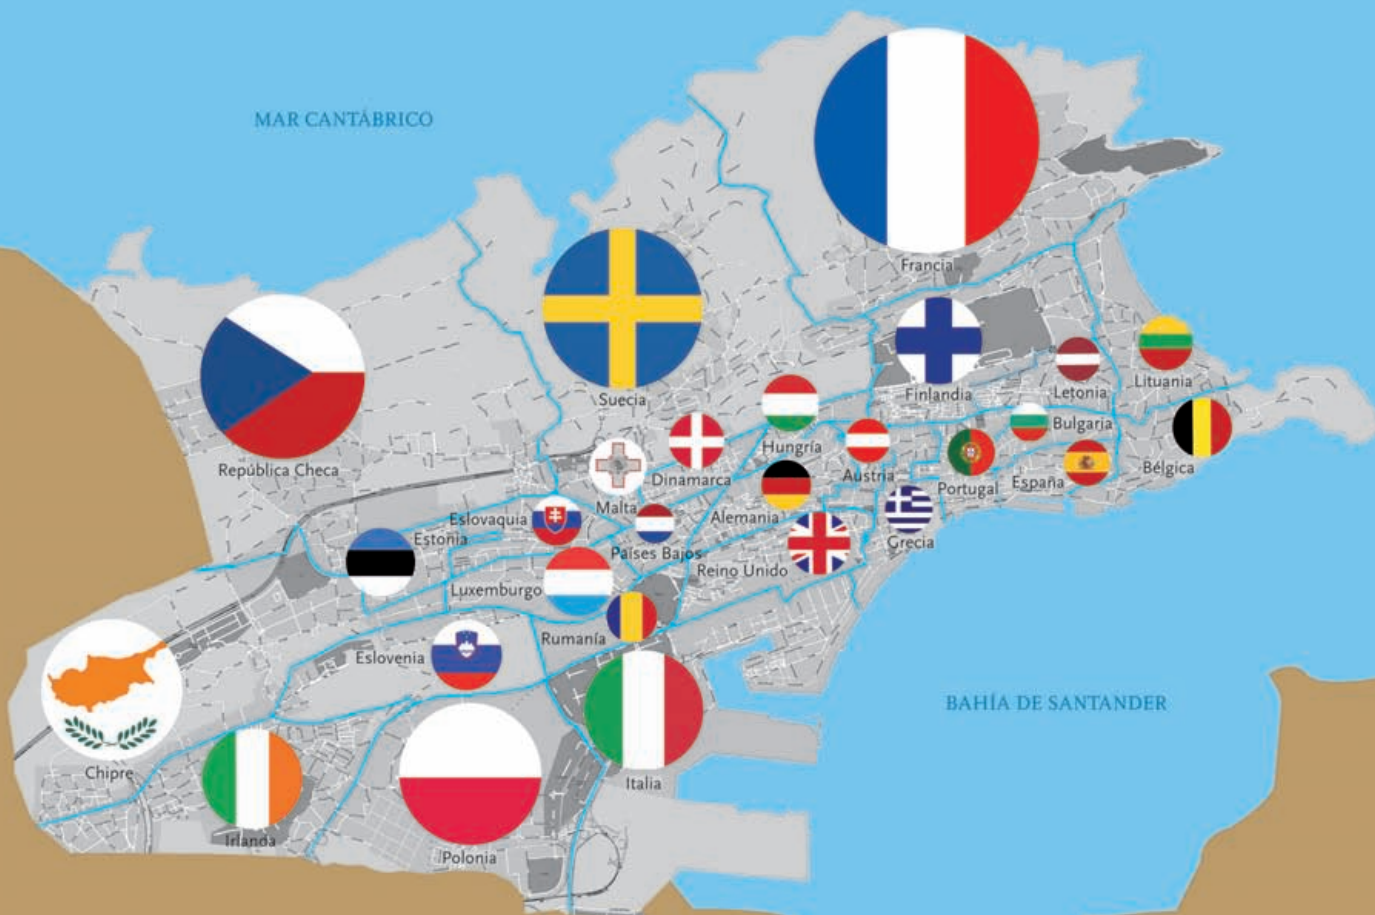 MAR CANTÁBRICO
Francia
Suecia
Finlandia
Letonia
Lituania
República Checa
Hungría
Bulgaria
Dinamarca
Austria
Portugal
España
Bélgica
Malta
Alemania
Eslovaquia
Estonia
Países Bajos
Grecia
Reino Unido
Luxemburgo
Rumanía
Eslovenia
BAHÍA DE SANTANDER
Chipre
Italia
Irlanda
Polonia